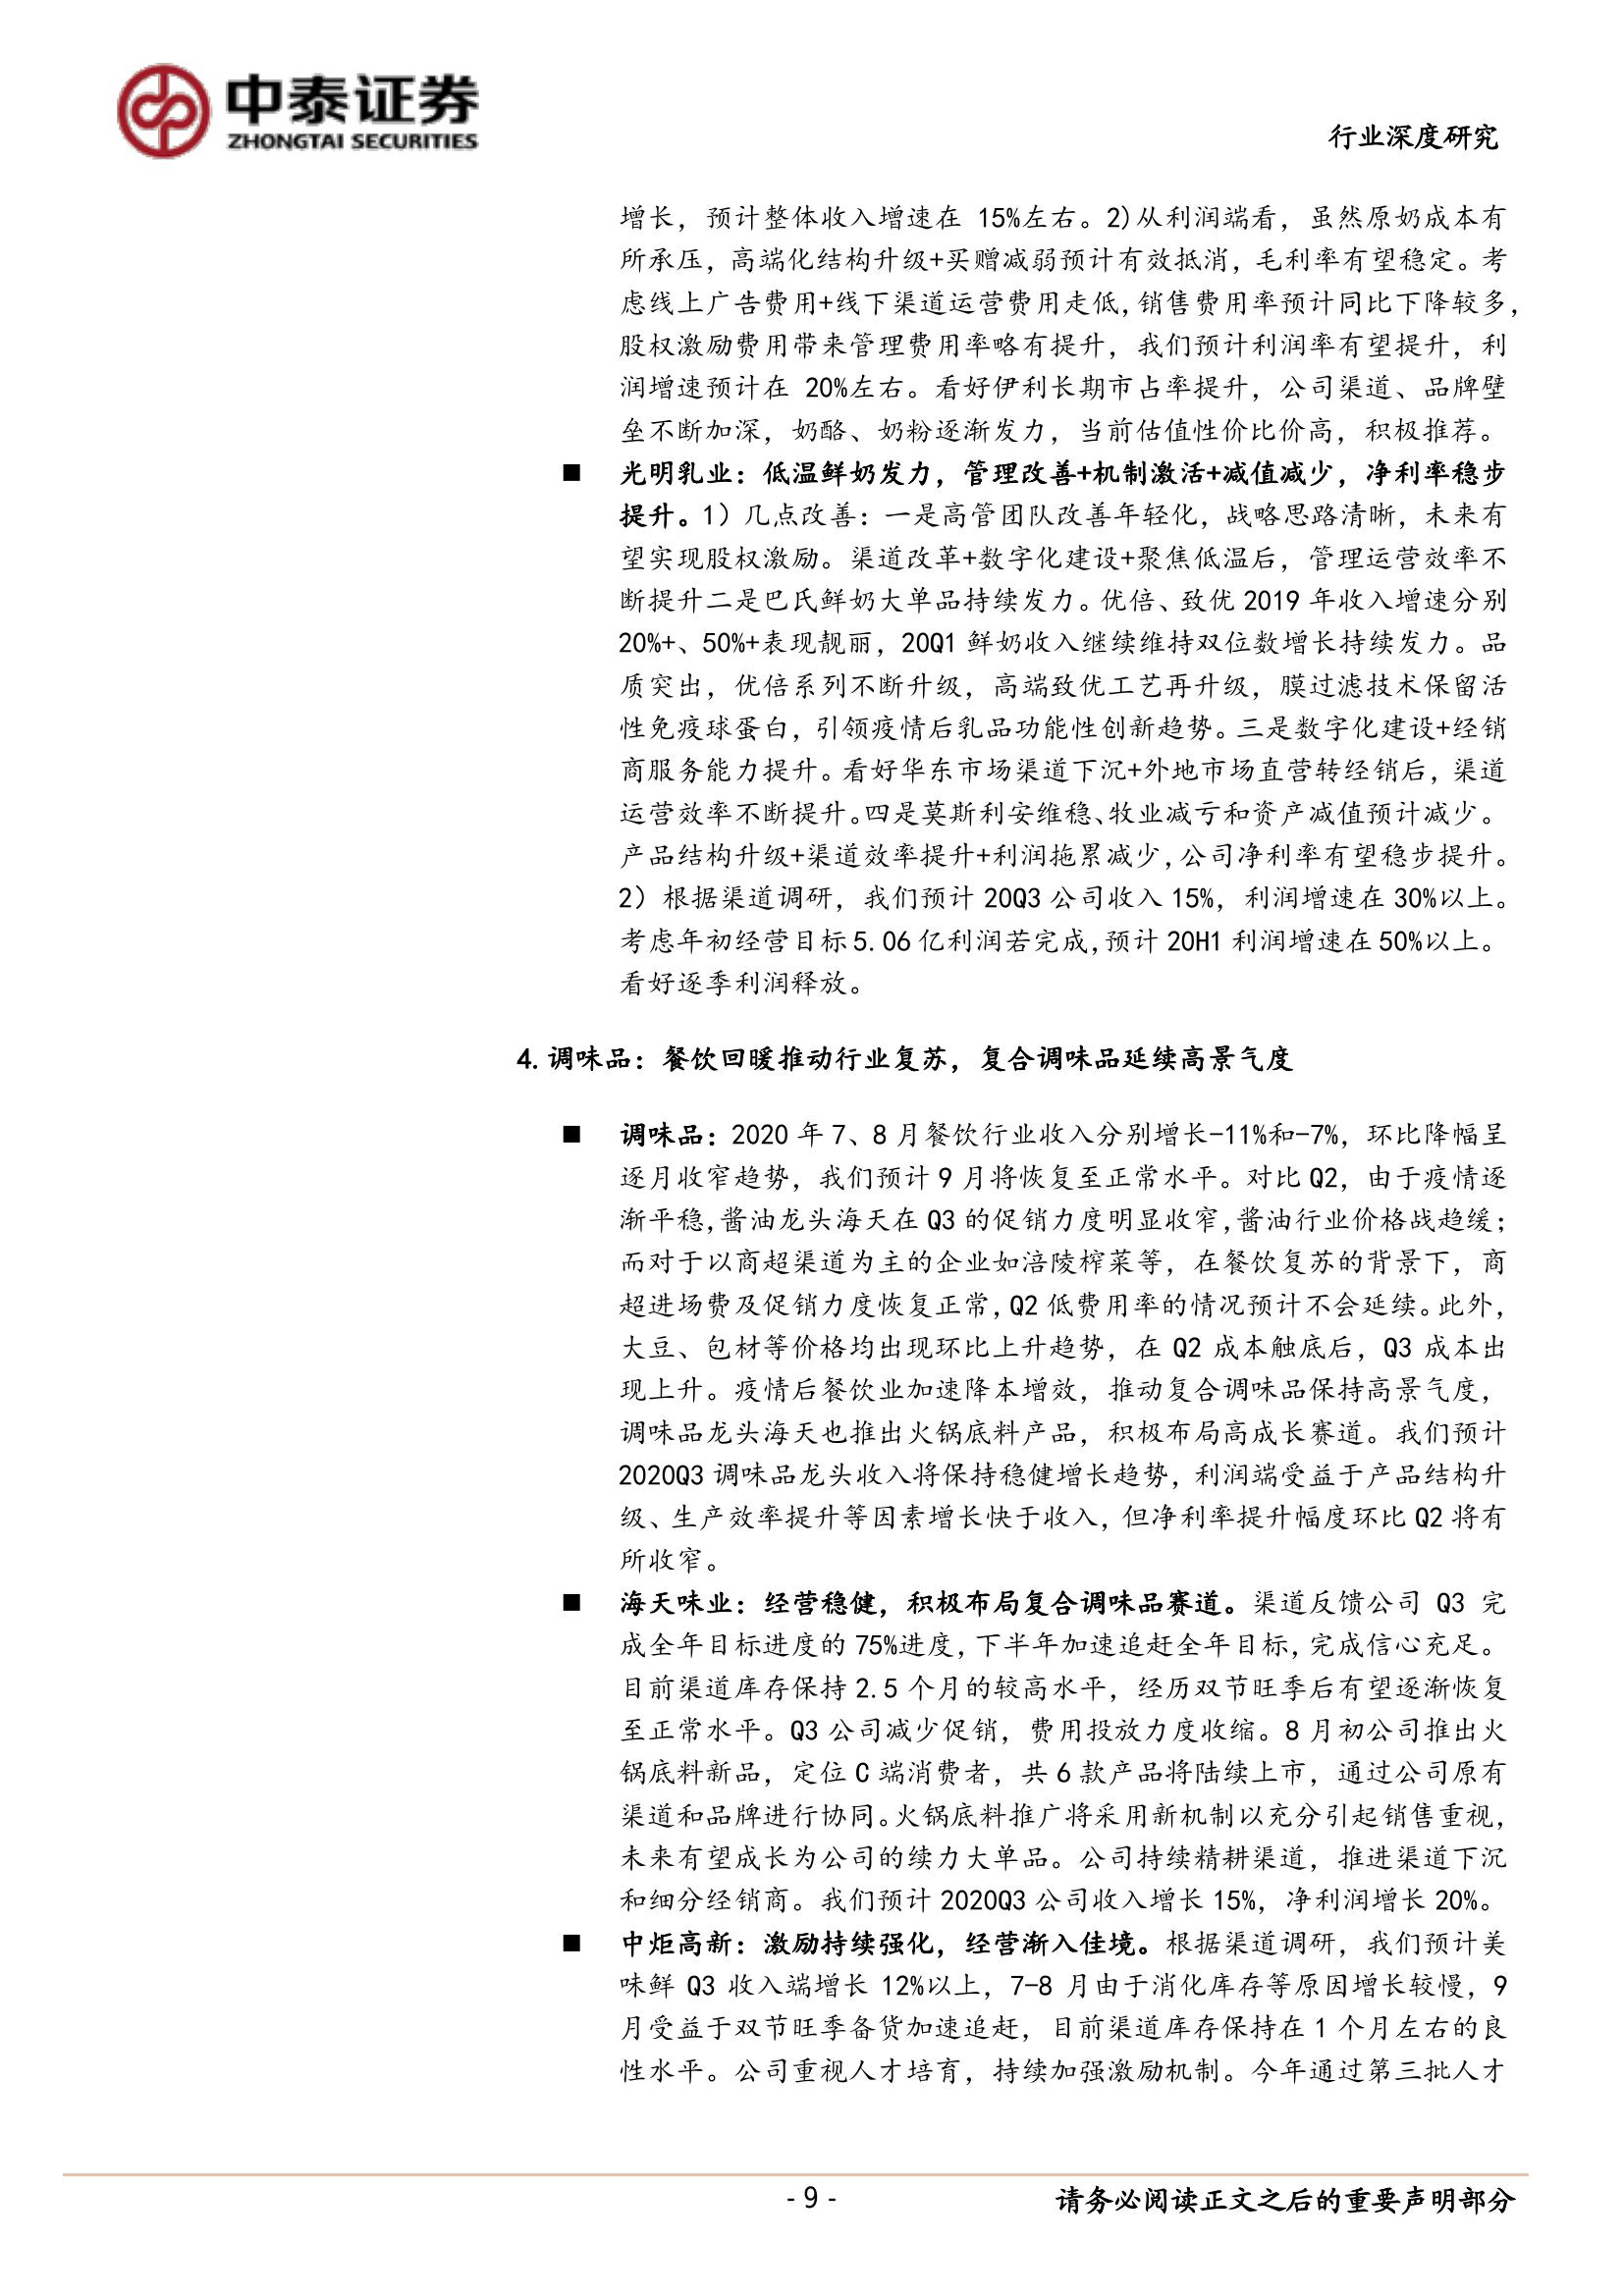 中泰证券
ZHONGTAI SECURITIES
行业深度研究
增长，预计整体收入增速在 15%左右。2)从利润端看，虽然原奶成本有
所承压，高端化结构升级+买赠减弱预计有效抵消，毛利率有望稳定。考
虑线上广告费用+线下渠道运营费用走低，销售费用率预计同比下降较多，
股权激励费用带来管理费用率略有提升，我们预计利润率有望提升，利
润增速预计在 20%左右。看好伊利长期市占率提升，公司渠道、品牌壁
垒不断加深，奶酪、奶粉逐渐发力，当前估值性价比价高，积极推荐。
■ 光明乳业：低温鲜奶发力，管理改善+机制激活+减值减少，净利率稳步
提升。1）几点改善：一是高管团队改善年轻化，战略思路清晰，未来有
望实现股权激励。渠道改革+数字化建设+聚焦低温后，管理运营效率不
断提升二是巴氏鲜奶大单品持续发力。优倍、致优 2019 年收入增速分别
20%+、50%+表现靓丽，20Q1 鲜奶收入继续维持双位数增长持续发力。品
质突出，优倍系列不断升级，高端致优工艺再升级，膜过滤技术保留活
性免疫球蛋白，引领疫情后乳品功能性创新趋势。三是数字化建设+经销
商服务能力提升。看好华东市场渠道下沉+外地市场直营转经销后，渠道
运营效率不断提升。四是莫斯利安维稳、牧业减亏和资产减值预计减少。
产品结构升级+渠道效率提升+利润拖累减少，公司净利率有望稳步提升。
2）根据渠道调研，我们预计 20Q3 公司收入 15%，利润增速在 30%以上。
考虑年初经营目标 5.06 亿利润若完成，预计 20H1 利润增速在 50%以上。
看好逐季利润释放。
4.调味品：餐饮回暖推动行业复苏，复合调味品延续高景气度
■ 调味品：2020 年 7、8 月餐饮行业收入分别增长-11%和-7%，环比降幅呈
逐月收窄趋势，我们预计 9 月将恢复至正常水平。对比 Q2，由于疫情逐
渐平稳，酱油龙头海天在 Q3 的促销力度明显收窄，酱油行业价格战趋缓；
而对于以商超渠道为主的企业如涪陵榨菜等，在餐饮复苏的背景下，商
超进场费及促销力度恢复正常，Q2 低费用率的情况预计不会延续。此外，
大豆、包材等价格均出现环比上升趋势，在 Q2 成本触底后，Q3 成本出
现上升。疫情后餐饮业加速降本增效，推动复合调味品保持高景气度，
调味品龙头海天也推出火锅底料产品，积极布局高成长赛道。我们预计
2020Q3 调味品龙头收入将保持稳健增长趋势，利润端受益于产品结构升
级、生产效率提升等因素增长快于收入，但净利率提升幅度环比 Q2 将有
所收窄。
■ 海天味业：经营稳健，积极布局复合调味品赛道。渠道反馈公司 Q3 完
成全年目标进度的 75%进度，下半年加速追赶全年目标，完成信心充足。
目前渠道库存保持 2.5 个月的较高水平，经历双节旺季后有望逐渐恢复
至正常水平。Q3 公司减少促销，费用投放力度收缩。8 月初公司推出火
锅底料新品，定位 C 端消费者，共 6 款产品将陆续上市，通过公司原有
渠道和品牌进行协同。火锅底料推广将采用新机制以充分引起销售重视，
未来有望成长为公司的续力大单品。公司持续精耕渠道，推进渠道下沉
和细分经销商。我们预计 2020Q3 公司收入增长 15%，净利润增长 20%。
■ 中炬高新：激励持续强化，经营渐入佳境。根据渠道调研，我们预计美
味鲜 Q3 收入端增长 12%以上，7-8 月由于消化库存等原因增长较慢，9
月受益于双节旺季备货加速追赶，目前渠道库存保持在 1 个月左右的良
性水平。公司重视人才培育，持续加强激励机制。今年通过第三批人才
- 9 -
请务必阅读正文之后的重要声明部分